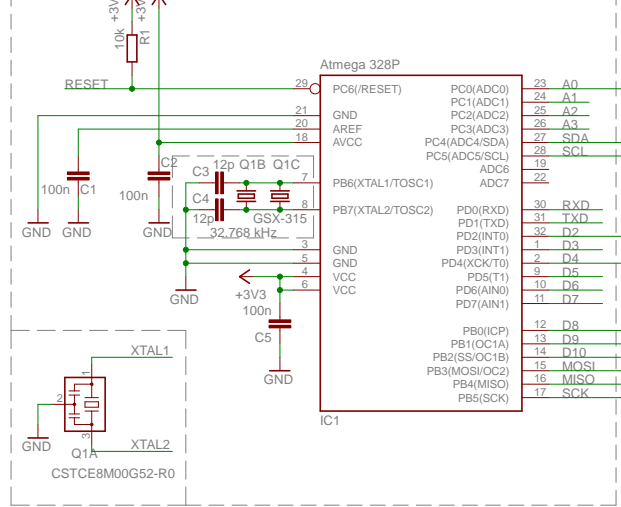 +3V
+3V
10k
R1
Atmega 328P
RESET
29 PC6(/RESET) PC0(ADC0) 23 A0
PC1(ADC1) 24 A1
21 GND PC2(ADC2) 25 A2
20 AREF PC3(ADC3) 26 A3
18 AVCC PC4(ADC4/SDA) 27 SDA
PC5(ADC5/SCL) 28 SCL
ADC6 19
ADC7 22
C2
C3 12p Q1B Q1C
100n C1
100n
7 PB6(XTAL1/TOSC1)
C4
12p
8 PB7(XTAL2/TOSC2) PD0(RXD) 30 RXD
GSX-315
PD1(TXD) 31 TXD
32.768 kHz
GND GND GND
PD2(INT0) 32 D2
3 GND PD3(INT1) 1 D3
5 GND PD4(XCK/T0) 2 D4
4 VCC PD5(T1) 9 D5
6 VCC PD6(AIN0) 10 D6
PD7(AIN1) 11 D7
GND
+3V3
100n
C5
PB0(ICP) 12 D8
PB1(OC1A) 13 D9
PB2(SS/OC1B) 14 D10
PB3(MOSI/OC2) 15 MOSI
PB4(MISO) 16 MISO
PB5(SCK) 17 SCK
GND
IC1
XTAL1
1
2
3
GND
Q1A
XTAL2
CSTCE8M00G52-R0